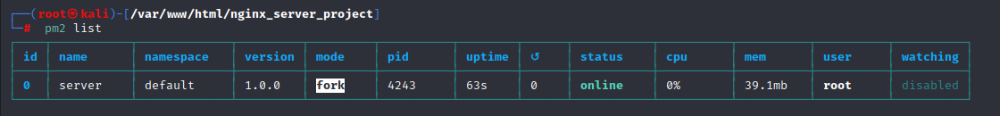 ┌──(root㉿kali)-[/var/www/html/nginx_server_project]
└─# pm2 list
id name namespace version mode pid uptime ↺ status cpu mem user watching
0 server default 1.0.0 fork 4243 63s 0 online 0% 39.1mb root disabled